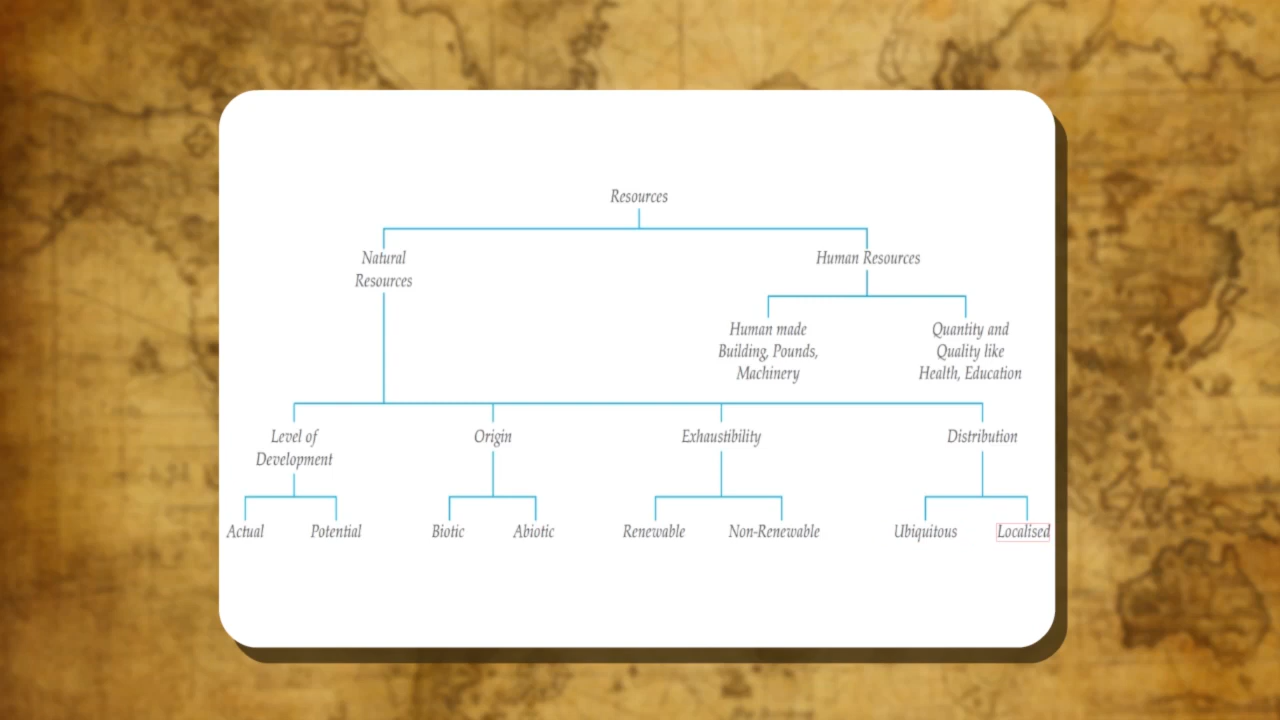 Resources
Natural
Resources
Human Resources
Human made
Building, Pounds,
Machinery
Quantity and
Quality like
Health, Education
Level of
Development
Origin
Exhaustibility
Distribution
Actual
Potential
Biotic
Abiotic
Renewable
Non-Renewable
Ubiquitous
Localised